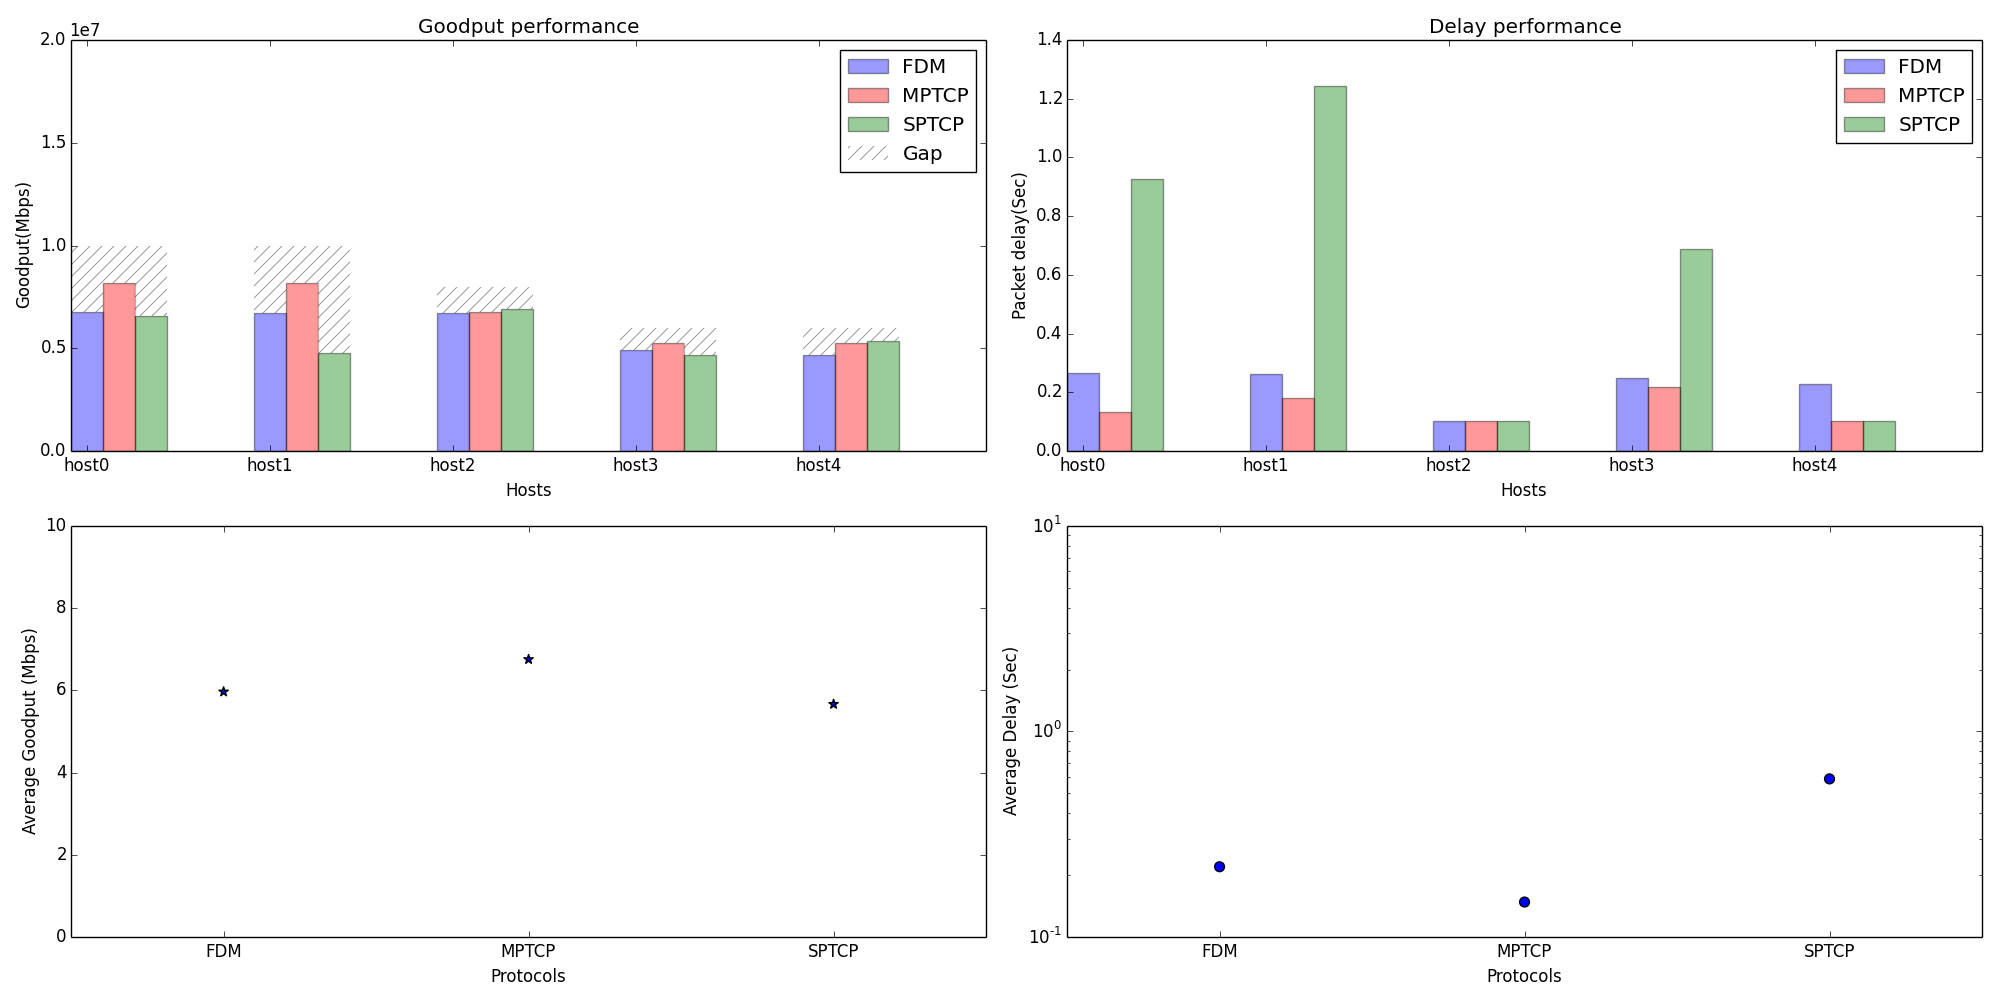 Goodput performance
1e7
2.0
1.5
1.0
0.5
0.0
Goodput(Mbps)
FDM
MPTCP
SPTCP
Gap
host0 host1 host2 host3 host4
Hosts
Delay performance
1.4
1.2
1.0
0.8
0.6
0.4
0.2
0.0
Packet delay(Sec)
FDM
MPTCP
SPTCP
host0 host1 host2 host3 host4
Hosts
10
8
6
4
2
0
Average Goodput (Mbps)
FDM MPTCP SPTCP
Protocols
10^1
10^0
10^-1
Average Delay (Sec)
FDM MPTCP SPTCP
Protocols